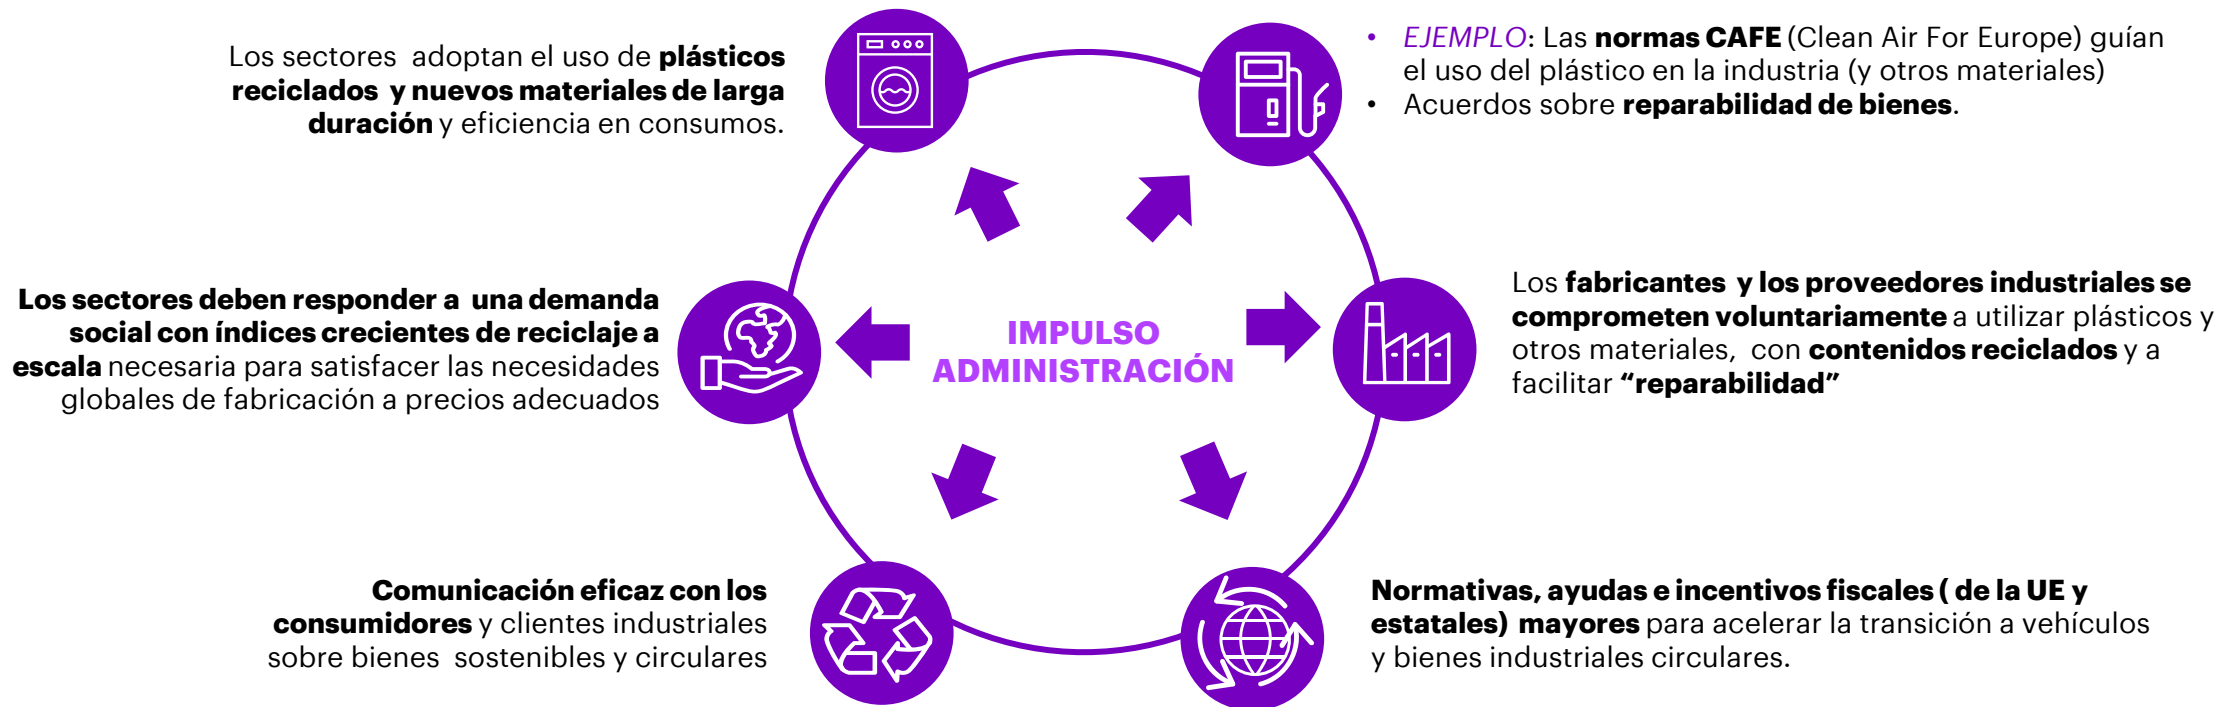 Los sectores adoptan el uso de plásticos
reciclados y nuevos materiales de larga
duración y eficiencia en consumos.
• EJEMPLO: Las normas CAFE (Clean Air For Europe) guían
el uso del plástico en la industria (y otros materiales)
• Acuerdos sobre reparabilidad de bienes.
Los sectores deben responder a una demanda
social con índices crecientes de reciclaje a
escala necesaria para satisfacer las necesidades
globales de fabricación a precios adecuados
IMPULSO
ADMINISTRACIÓN
Los fabricantes y los proveedores industriales se
comprometen voluntariamente a utilizar plásticos y
otros materiales, con contenidos reciclados y a
facilitar “reparabilidad”
Comunicación eficaz con los
consumidores y clientes industriales
sobre bienes sostenibles y circulares
Normativas, ayudas e incentivos fiscales ( de la UE y
estatales) mayores para acelerar la transición a vehículos
y bienes industriales circulares.